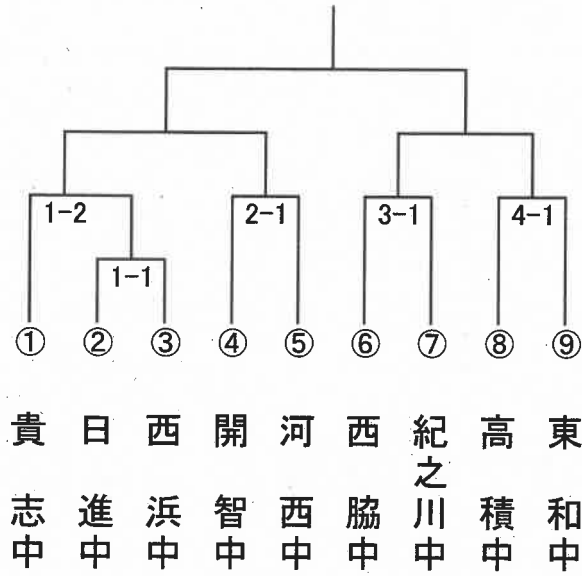 1-2
2-1
3-1
4-1
1-1
①
②
③
④
⑤
⑥
⑦
⑧
⑨
貴志中
日進中
西浜中
開智中
河西中
西脇中
紀之川中
高積中
東和中